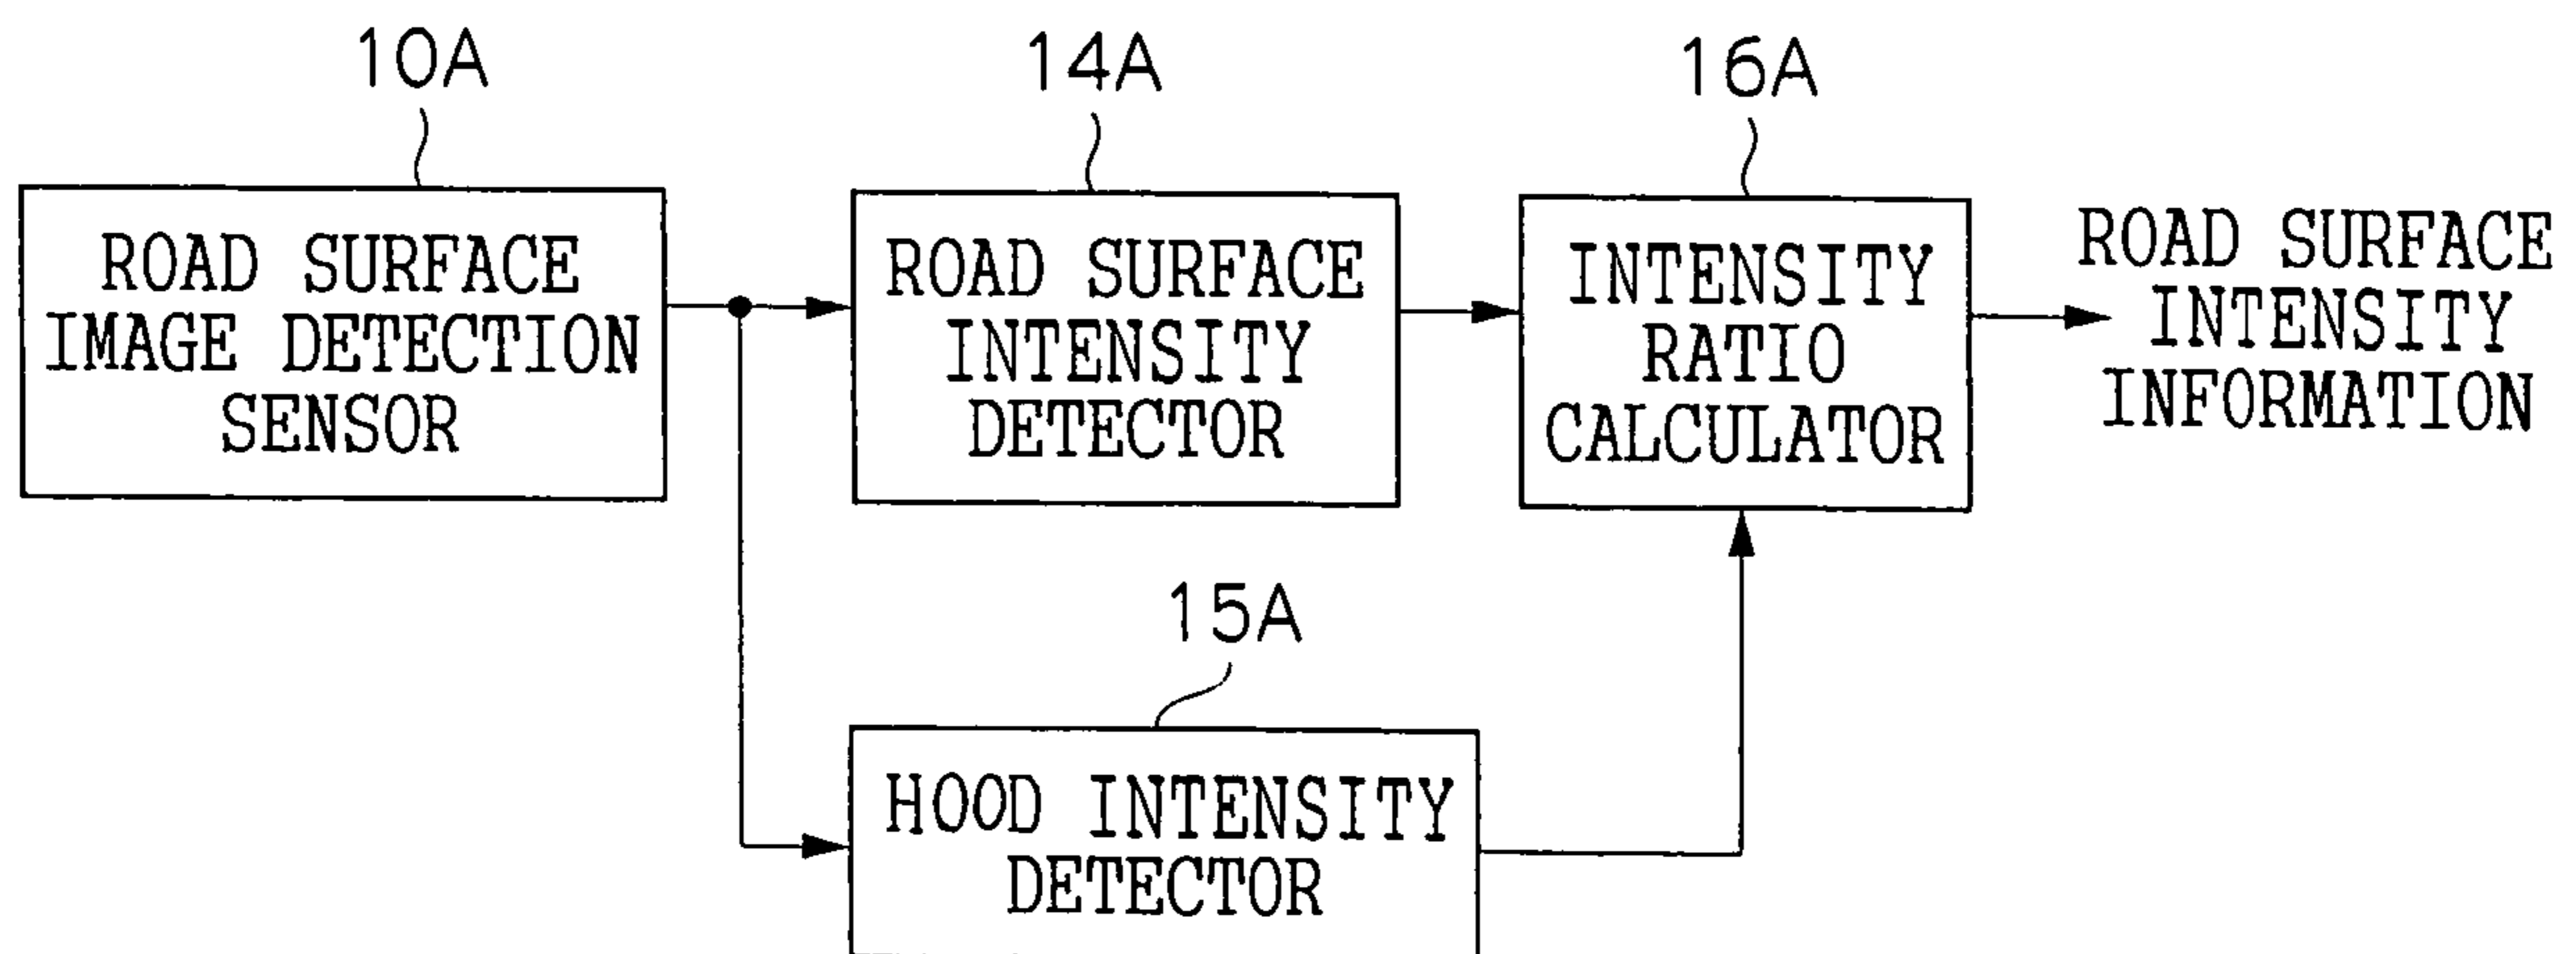 10A
14A
16A
ROAD SURFACE
IMAGE DETECTION
SENSOR
ROAD SURFACE
INTENSITY
DETECTOR
INTENSITY
RATIO
CALCULATOR
ROAD SURFACE
INTENSITY
INFORMATION
15A
HOOD INTENSITY
DETECTOR